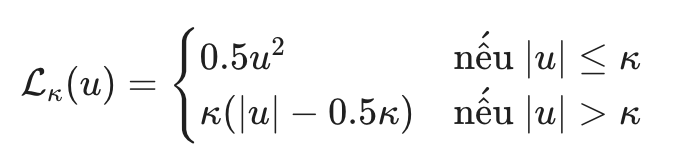 𝓛κ(u) = { 0.5u² nếu |u| ≤ κ
κ(|u| − 0.5κ) nếu |u| > κ